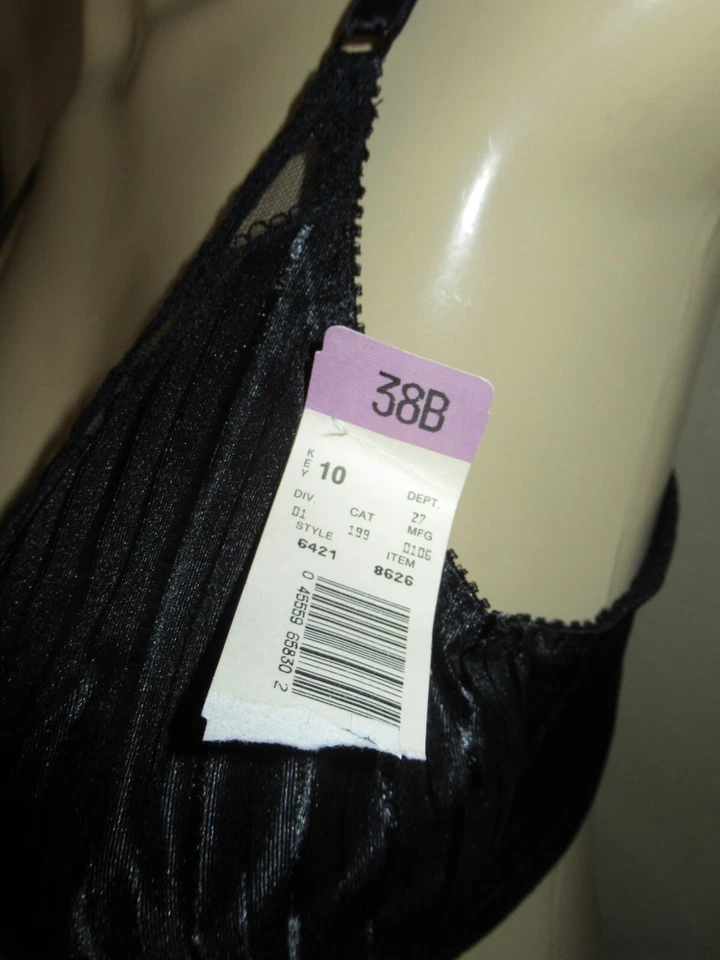 38B
KEY 10
DEPT.
DIV. CAT 27
01 199 MFG
STYLE 0106
6421 ITEM
8626
0 45559 65830 2